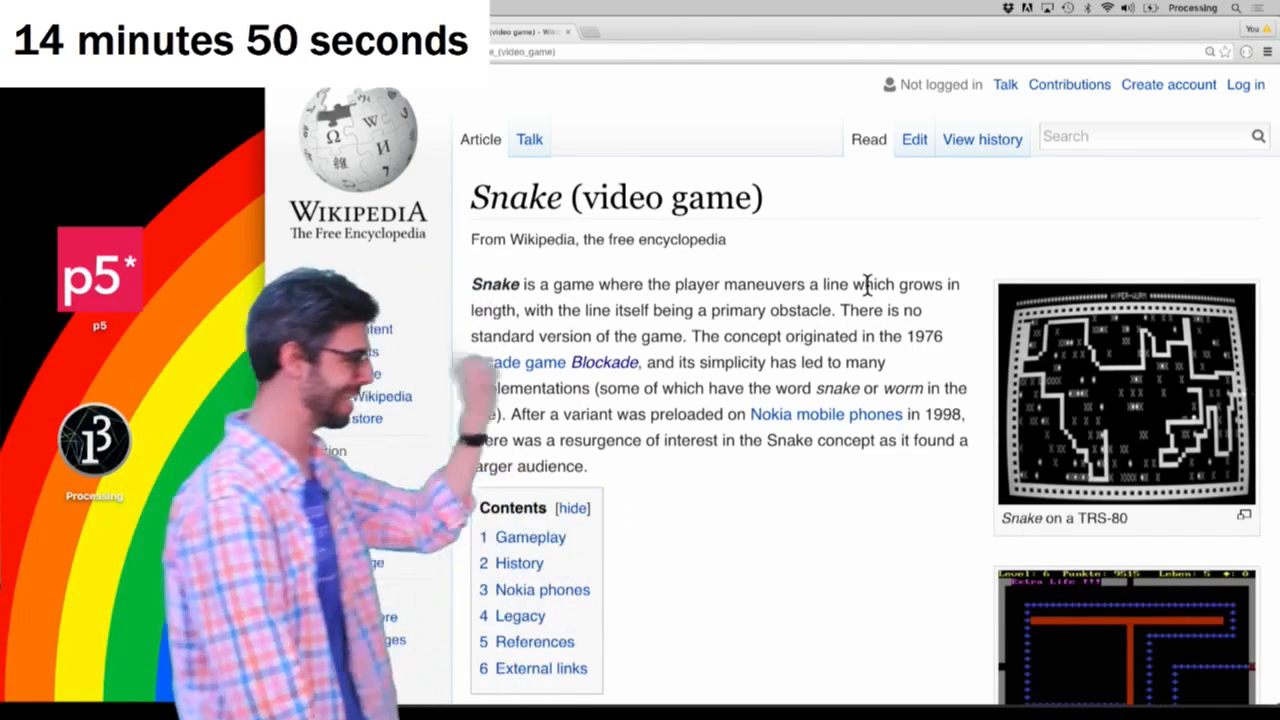 14 minutes 50 seconds
Processing
(video game) - Wik
You
e_(video_game)
Not logged in Talk Contributions Create account Log in
Article Talk Read Edit View history Search
Snake (video game)
From Wikipedia, the free encyclopedia
WIKIPEDIA
The Free Encyclopedia
Snake is a game where the player maneuvers a line which grows in
length, with the line itself being a primary obstacle. There is no
standard version of the game. The concept originated in the 1976
ade game Blockade, and its simplicity has led to many
lementations (some of which have the word snake or worm in the
e). After a variant was preloaded on Nokia mobile phones in 1998,
ere was a resurgence of interest in the Snake concept as it found a
arger audience.
p5*
p5
Processing
tent
ts
e
Wikipedia
store
ion
ge
re
ges
Contents [hide]
1 Gameplay
2 History
3 Nokia phones
4 Legacy
5 References
6 External links
HYPER-WURM
Snake on a TRS-80
Level: 6 Punkte: 9515 Leben: 5
Extra Life !!!